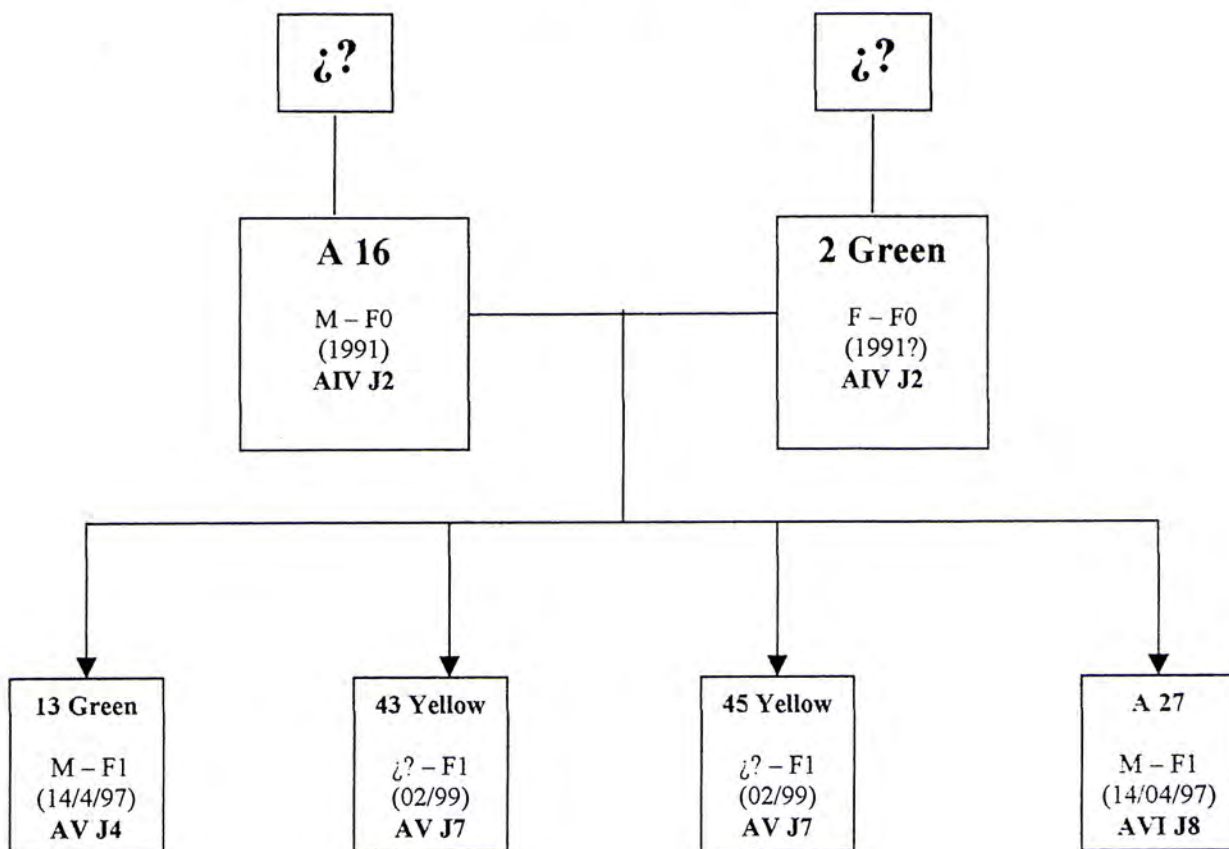 ¿?
¿?
A 16
M – F0
(1991)
AIV J2
2 Green
F – F0
(1991?)
AIV J2
13 Green
M – F1
(14/4/97)
AV J4
43 Yellow
¿? – F1
(02/99)
AV J7
45 Yellow
¿? – F1
(02/99)
AV J7
A 27
M – F1
(14/04/97)
AVI J8